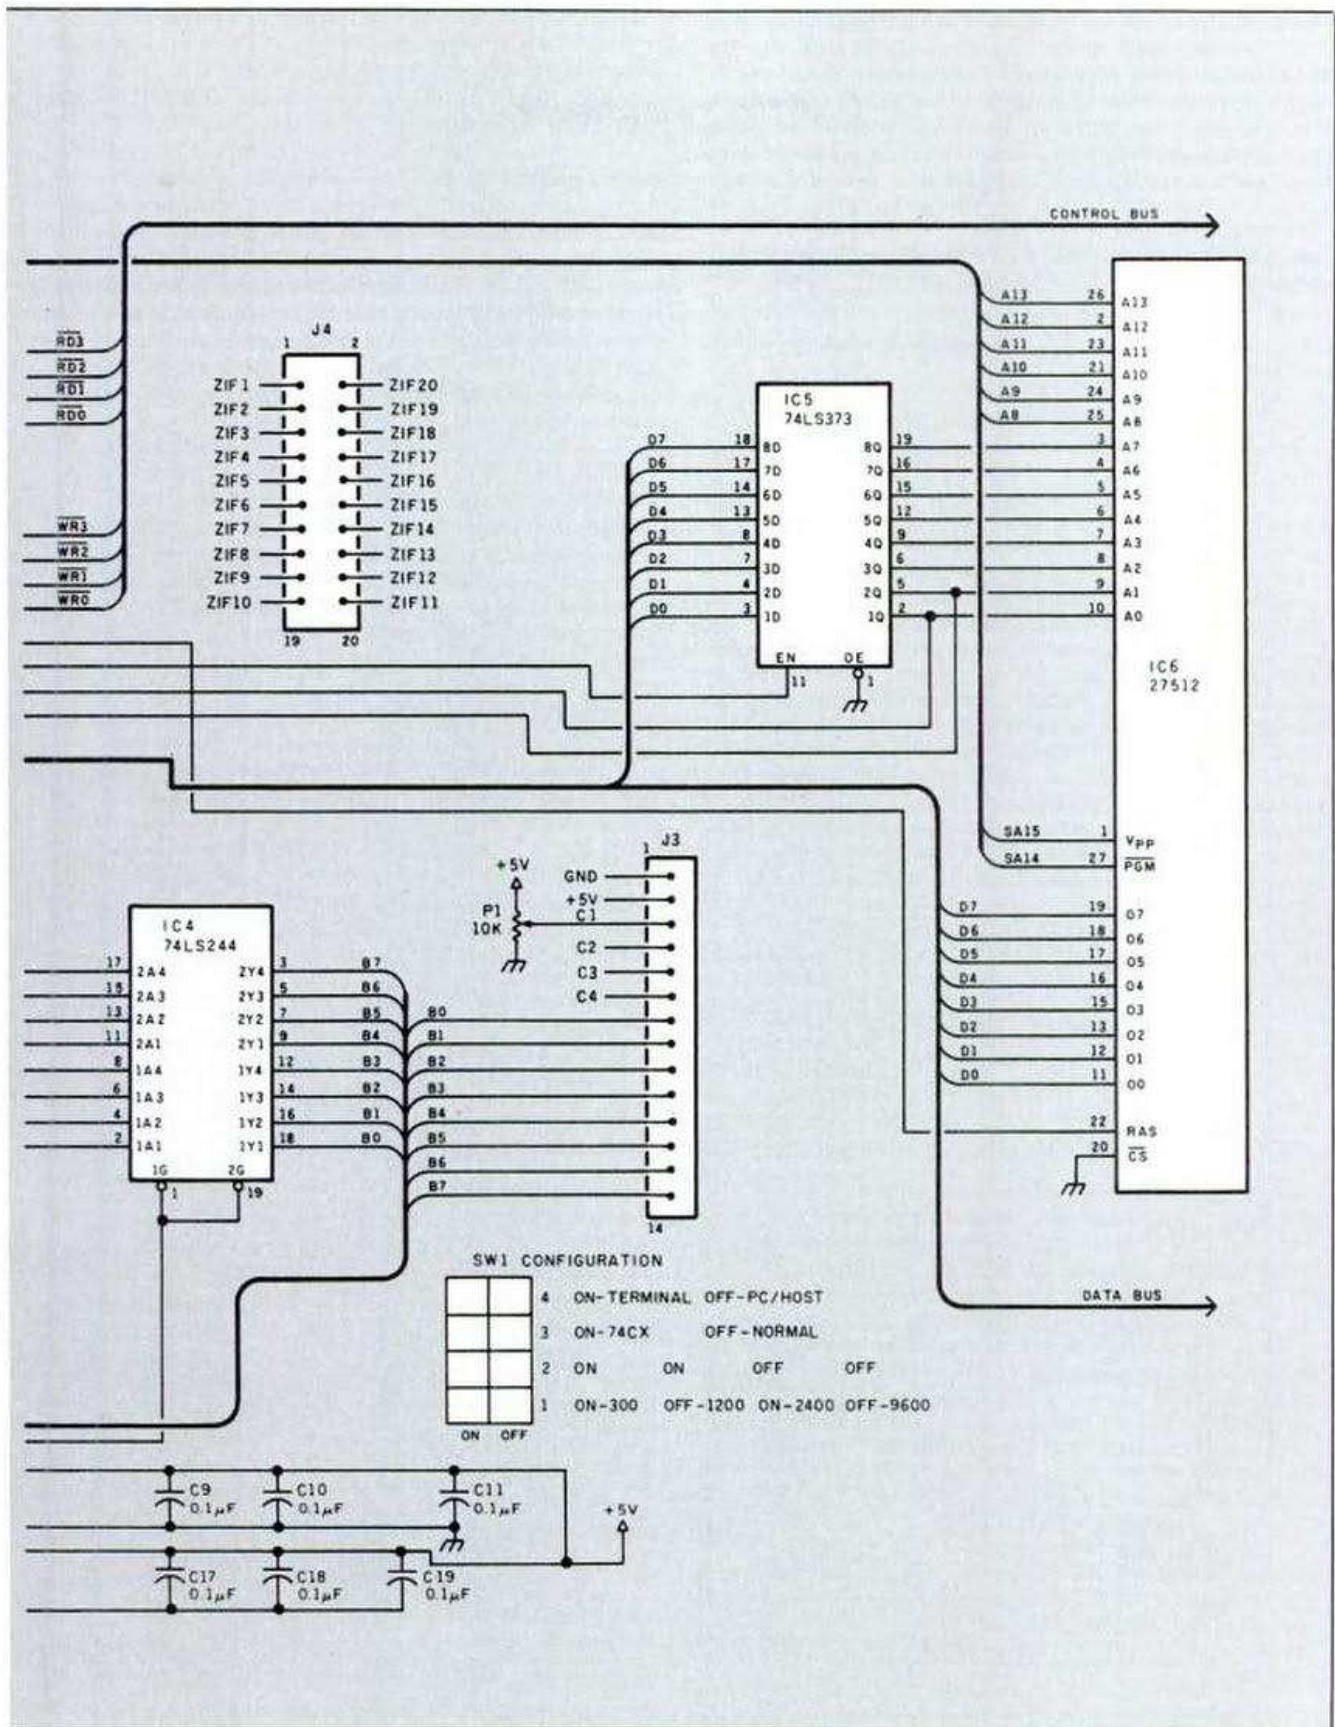 CONTROL BUS
RD3
RD2
RD1
RD0
WR3
WR2
WR1
WR0
J4
1 2
ZIF1 ZIF20
ZIF2 ZIF19
ZIF3 ZIF18
ZIF4 ZIF17
ZIF5 ZIF16
ZIF6 ZIF15
ZIF7 ZIF14
ZIF8 ZIF13
ZIF9 ZIF12
ZIF10 ZIF11
19 20
IC5
74LS373
D7 18 8D 8Q 19
D6 17 7D 7Q 16
D5 14 6D 6Q 15
D4 13 5D 5Q 12
D3 8 4D 4Q 9
D2 7 3D 3Q 6
D1 4 2D 2Q 5
D0 3 1D 1Q 2
EN OE
11 1
A13 26 A13
A12 2 A12
A11 23 A11
A10 21 A10
A9 24 A9
A8 25 A8
3 A7
4 A6
5 A5
6 A4
7 A3
8 A2
9 A1
10 A0
IC6
27512
SA15 1 VPP
SA14 27 PGM
D7 19 O7
D6 18 O6
D5 17 O5
D4 16 O4
D3 15 O3
D2 13 O2
D1 12 O1
D0 11 O0
22 RAS
20 CS
DATA BUS
IC4
74LS244
17 2A4 2Y4 3 B7
15 2A3 2Y3 5 B6
13 2A2 2Y2 7 B5
11 2A1 2Y1 9 B4
8 1A4 1Y4 12 B3
6 1A3 1Y3 14 B2
4 1A2 1Y2 16 B1
2 1A1 1Y1 18 B0
1G 2G
1 19
+5V
P1
10K
J3
1
GND
+5V
C1
C2
C3
C4
B0
B1
B2
B3
B4
B5
B6
B7
14
SW1 CONFIGURATION
4 ON-TERMINAL OFF-PC/HOST
3 ON-74CX OFF-NORMAL
2 ON ON OFF OFF
1 ON-300 OFF-1200 ON-2400 OFF-9600
ON OFF
C9
0.1µF
C10
0.1µF
C11
0.1µF
+5V
C17
0.1µF
C18
0.1µF
C19
0.1µF